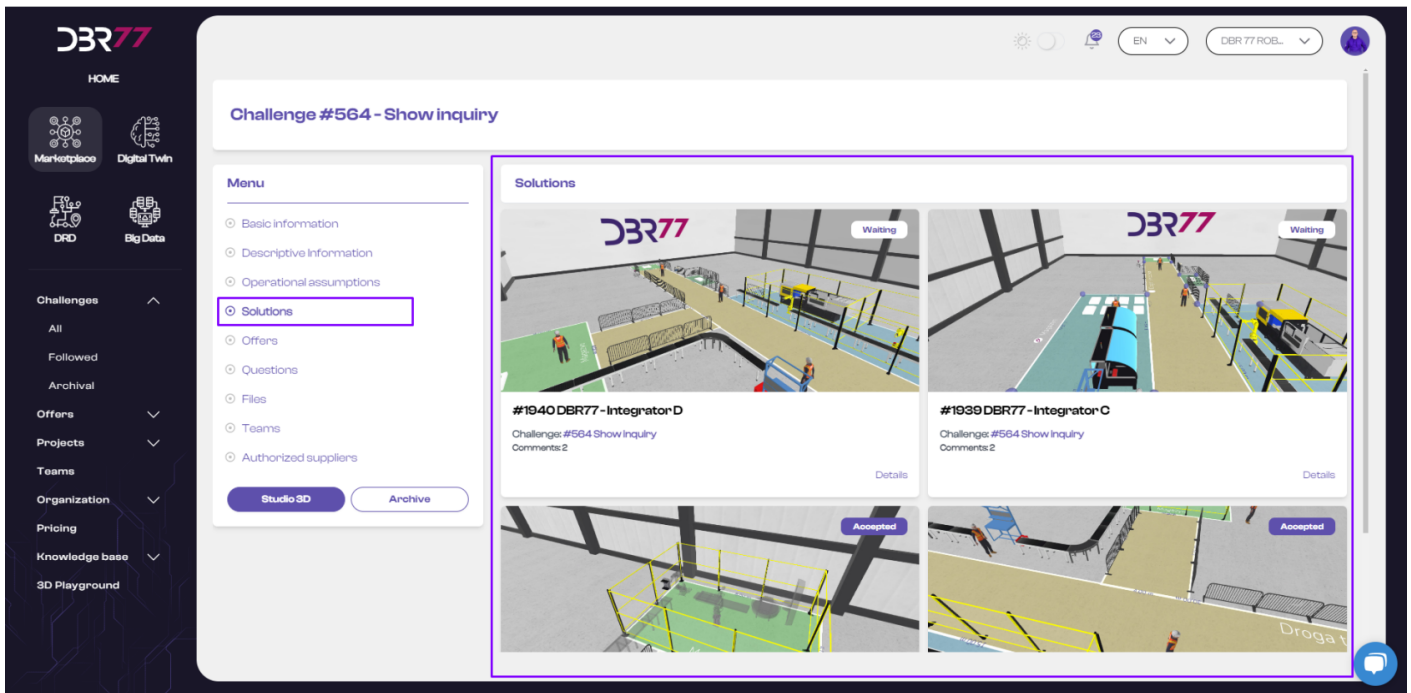 DBR77
HOME
Marketplace
Digital Twin
DRD
Big Data
Challenges
All
Followed
Archival
Offers
Projects
Teams
Organization
Pricing
Knowledge base
3D Playground
29
EN
DBR 77 ROB...
Challenge #564 - Show inquiry
Menu
Basic information
Descriptive Information
Operational assumptions
Solutions
Offers
Questions
Files
Teams
Authorized suppliers
Studio 3D
Archive
Solutions
DBR77
Waiting
#1940 DBR77 - Integrator D
Challenge: #564 Show inquiry
Comments: 2
Details
DBR77
Waiting
#1939 DBR77 - Integrator C
Challenge: #564 Show inquiry
Comments: 2
Details
Accepted
Accepted
Droga t